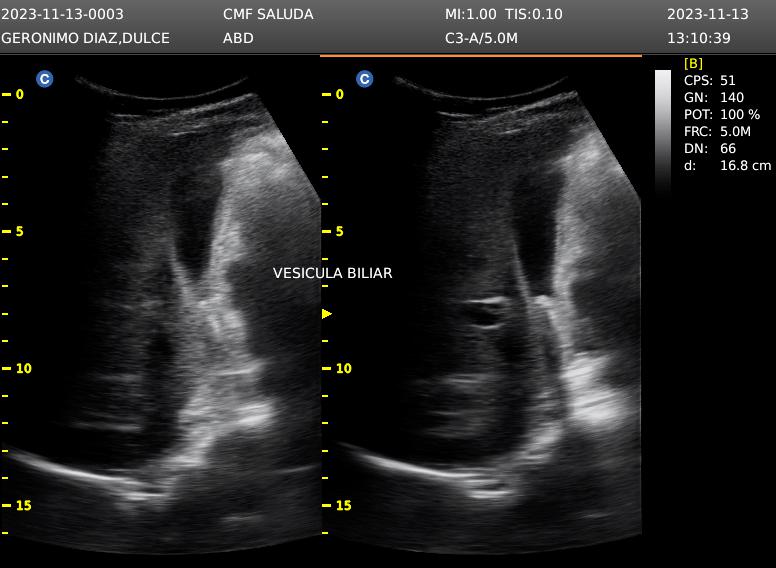 2023-11-13-0003 CMF SALUDA MI:1.00 TIS:0.10 2023-11-13
GERONIMO DIAZ,DULCE ABD C3-A/5.0M 13:10:39
C C
[B]
CPS: 51
GN: 140
POT: 100 %
FRC: 5.0M
DN: 66
d: 16.8 cm
0 0
5 5
VESICULA BILIAR
10 10
15 15